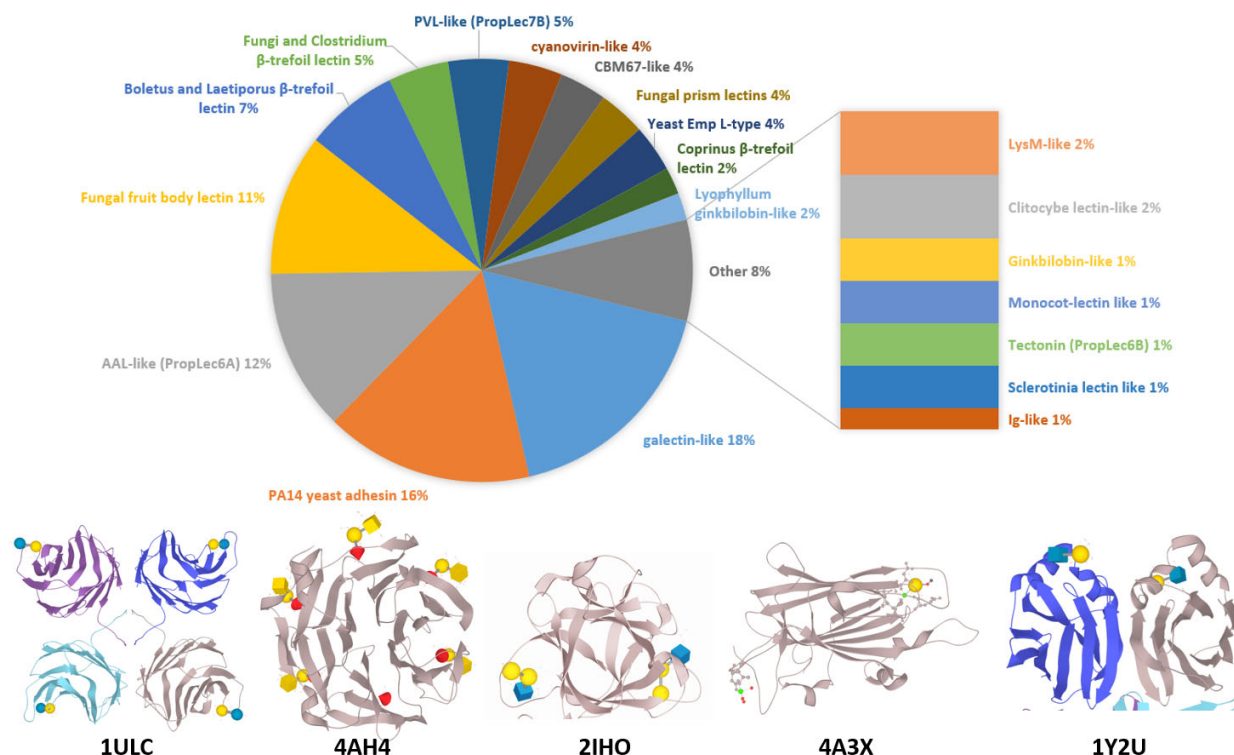 PVL-like (PropLec7B) 5%
cyanovirin-like 4%
CBM67-like 4%
Fungal prism lectins 4%
Yeast Emp L-type 4%
Coprinus β-trefoil
lectin 2%
Lyophyllum
ginkbilobin-like 2%
Other 8%
galectin-like 18%
PA14 yeast adhesin 16%
AAL-like (PropLec6A) 12%
Fungal fruit body lectin 11%
Boletus and Laetiporus β-trefoil
lectin 7%
Fungi and Clostridium
β-trefoil lectin 5%
LysM-like 2%
Clitocybe lectin-like 2%
Ginkbilobin-like 1%
Monocot-lectin like 1%
Tectonin (PropLec6B) 1%
Sclerotinia lectin like 1%
Ig-like 1%
1ULC
4AH4
2IHO
4A3X
1Y2U